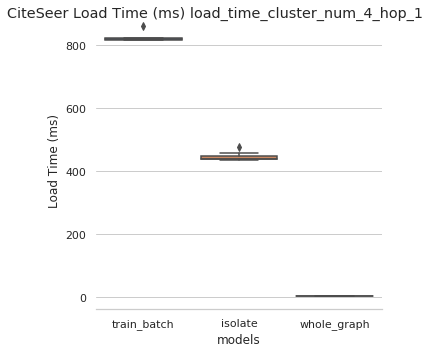 CiteSeer Load Time (ms) load_time_cluster_num_4_hop_1
800
600
400
200
0
Load Time (ms)
train_batch isolate whole_graph
models